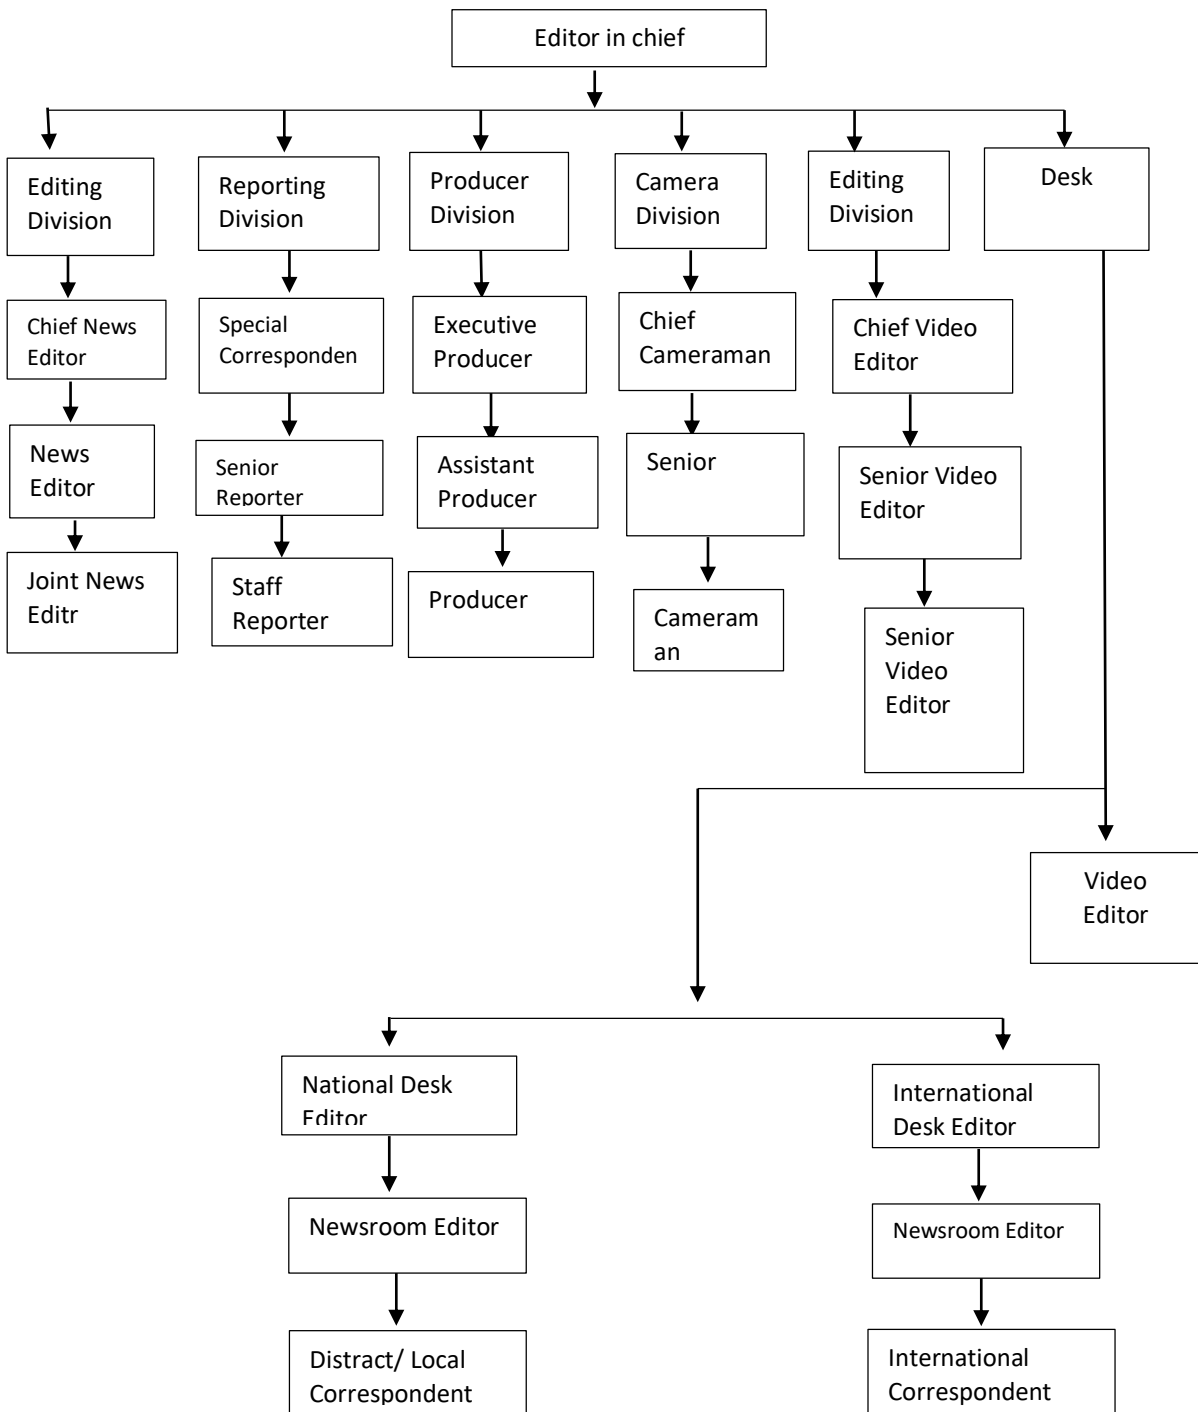 Editor in chief
Editing
Division
Reporting
Division
Producer
Division
Camera
Division
Editing
Division
Desk
Chief News
Editor
Special
Corresponden
Executive
Producer
Chief
Cameraman
Chief Video
Editor
News
Editor
Senior
Reporter
Assistant
Producer
Senior
Senior Video
Editor
Joint News
Editr
Staff
Reporter
Producer
Cameram
an
Senior
Video
Editor
Video
Editor
National Desk
Editor
International
Desk Editor
Newsroom Editor
Newsroom Editor
Distract/ Local
Correspondent
International
Correspondent